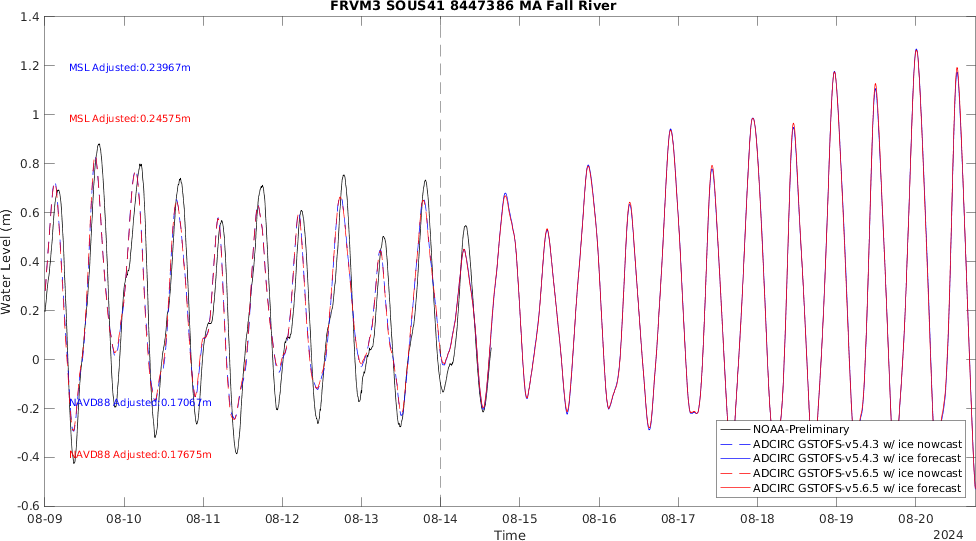 FRVM3 SOUS41 8447386 MA Fall River
1.4
1.2
1
0.8
0.6
0.4
0.2
0
-0.2
-0.4
-0.6
Water Level (m)
MSL Adjusted:0.23967m
MSL Adjusted:0.24575m
NAVD88 Adjusted:0.17067m
NAVD88 Adjusted:0.17675m
NOAA-Preliminary
ADCIRC GSTOFS-v5.4.3 w/ ice nowcast
ADCIRC GSTOFS-v5.4.3 w/ ice forecast
ADCIRC GSTOFS-v5.6.5 w/ ice nowcast
ADCIRC GSTOFS-v5.6.5 w/ ice forecast
08-09 08-10 08-11 08-12 08-13 08-14 08-15 08-16 08-17 08-18 08-19 08-20
Time
2024